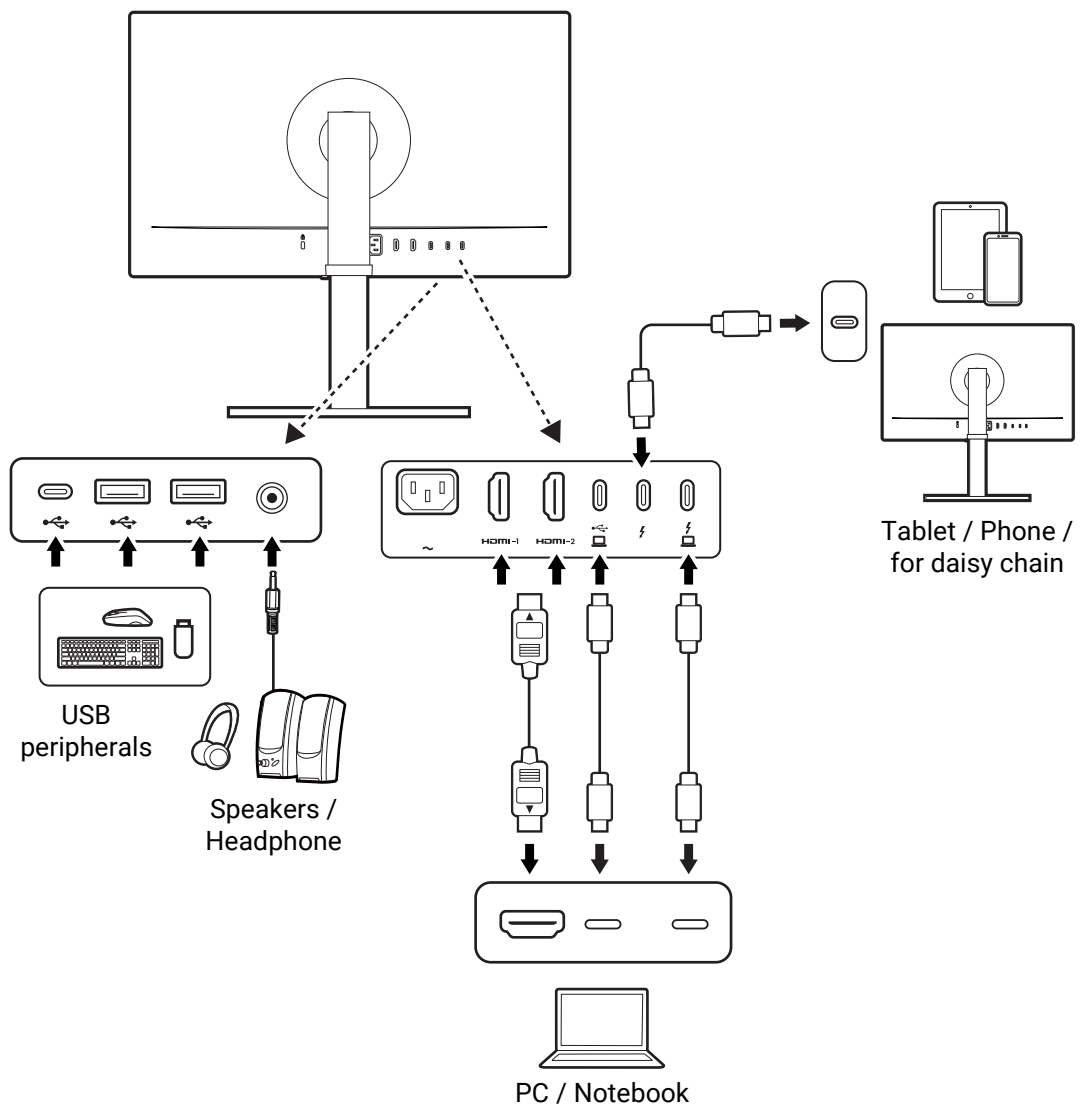 HDMI-1
HDMI-2
Tablet / Phone /
for daisy chain
USB
peripherals
Speakers /
Headphone
PC / Notebook